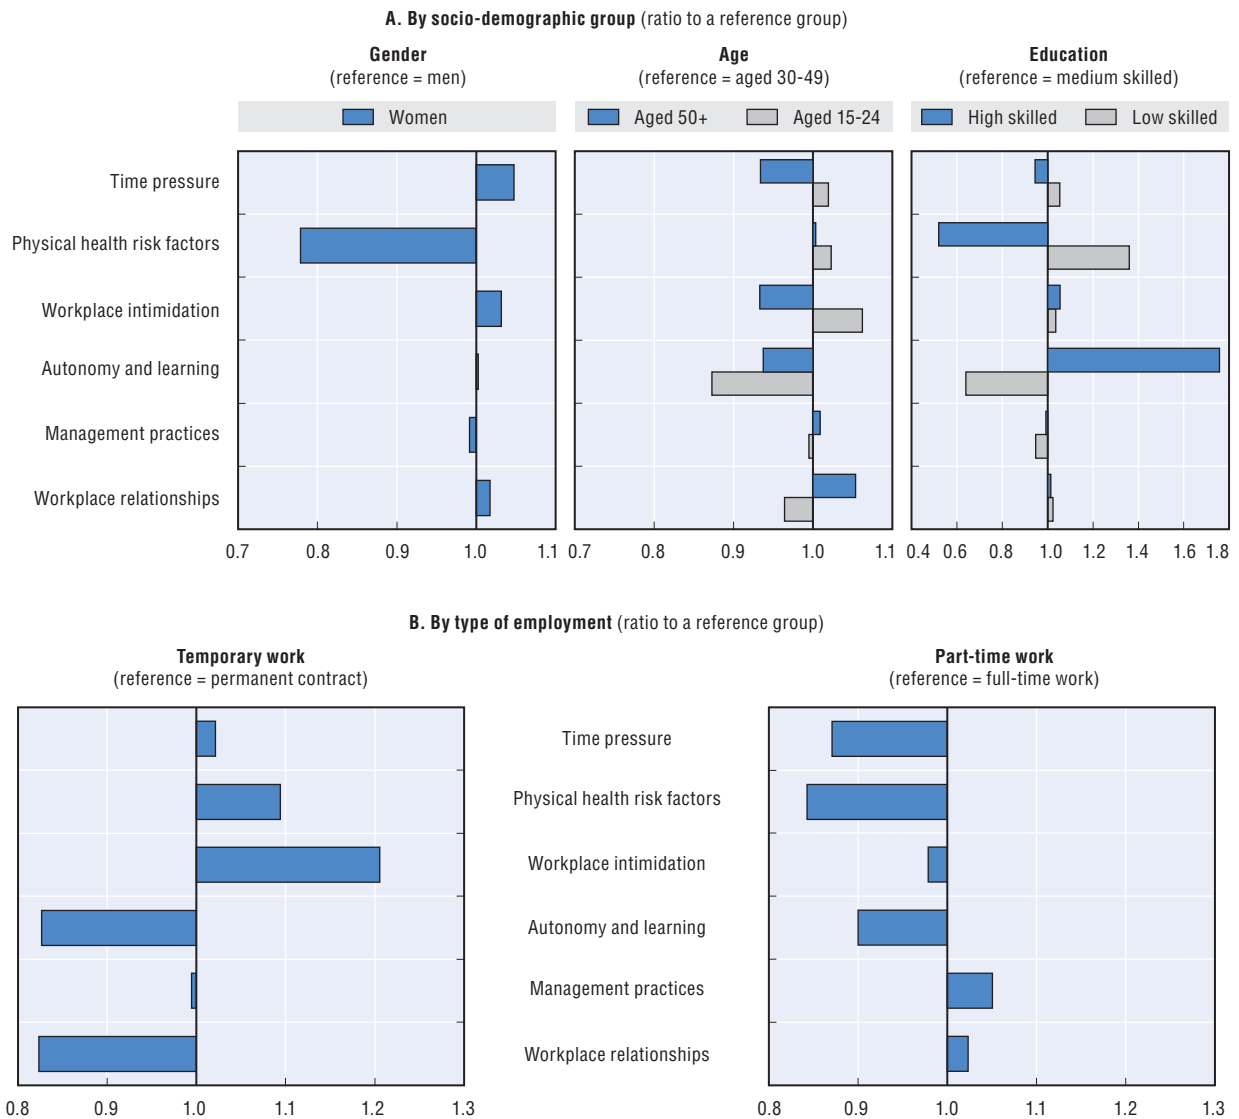 A. By socio-demographic group (ratio to a reference group)
Gender
(reference = men)
Age
(reference = aged 30-49)
Education
(reference = medium skilled)
Women
Aged 50+ Aged 15-24
High skilled Low skilled
Time pressure
Physical health risk factors
Workplace intimidation
Autonomy and learning
Management practices
Workplace relationships
0.7 0.8 0.9 1.0 1.1
0.7 0.8 0.9 1.0 1.1
0.4 0.6 0.8 1.0 1.2 1.4 1.6 1.8
B. By type of employment (ratio to a reference group)
Temporary work
(reference = permanent contract)
Part-time work
(reference = full-time work)
Time pressure
Physical health risk factors
Workplace intimidation
Autonomy and learning
Management practices
Workplace relationships
0.8 0.9 1.0 1.1 1.2 1.3
0.8 0.9 1.0 1.1 1.2 1.3